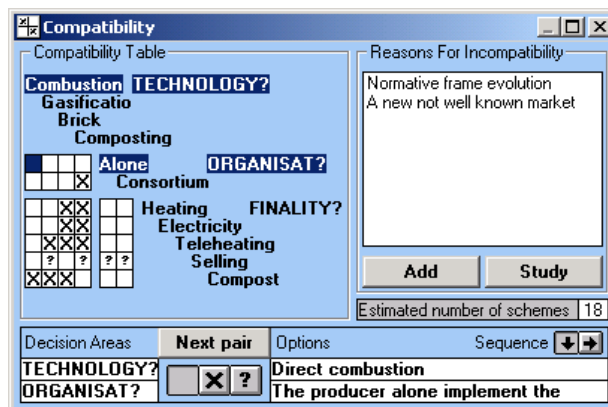 Compatibility
Compatibility Table
Combustion TECHNOLOGY?
Gasificatio
Brick
Composting
Alone ORGANISAT?
X Consortium
X X Heating FINALITY?
X X Electricity
X X X Teleheating
? ? ? ? Selling
X X X Compost
Reasons For Incompatibility
Normative frame evolution
A new not well known market
Add Study
Estimated number of schemes 18
Decision Areas Next pair Options Sequence
TECHNOLOGY? X ? Direct combustion
ORGANISAT? The producer alone implement the